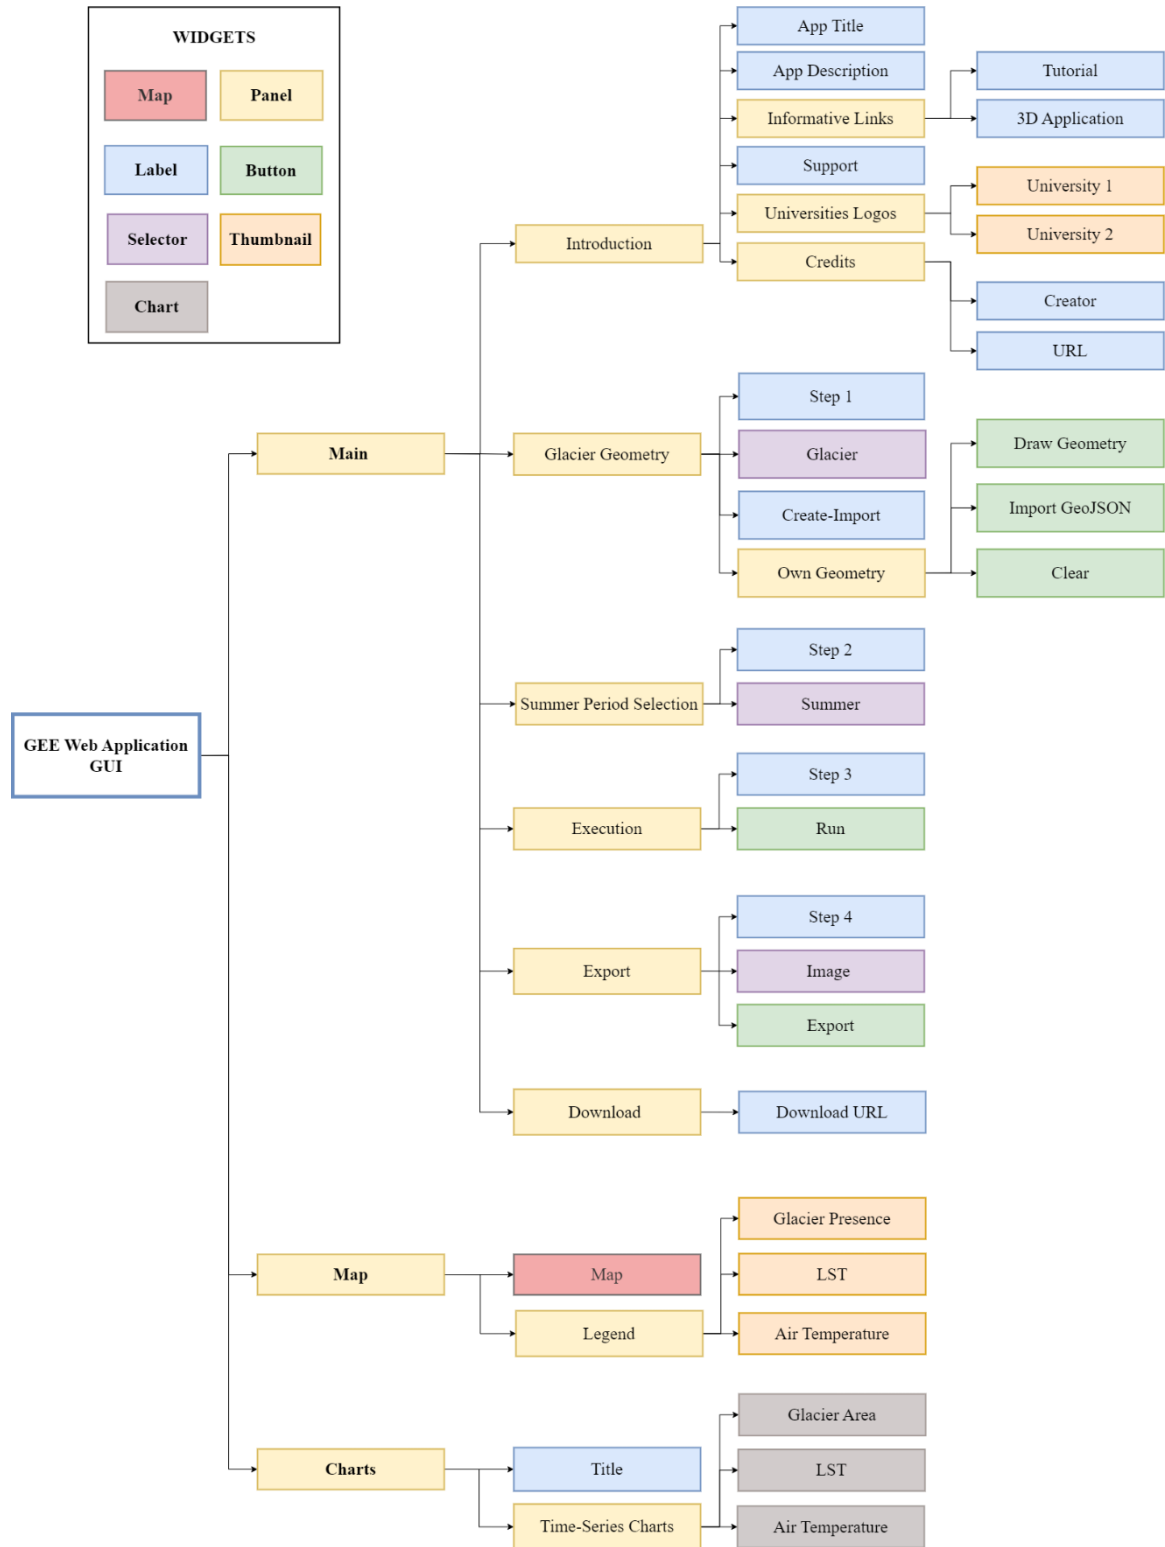 WIDGETS
Map
Panel
Label
Button
Selector
Thumbnail
Chart
GEE Web Application
GUI
Main
Introduction
App Title
App Description
Informative Links
Tutorial
3D Application
Support
Universities Logos
University 1
University 2
Credits
Creator
URL
Glacier Geometry
Step 1
Glacier
Create-Import
Own Geometry
Draw Geometry
Import GeoJSON
Clear
Summer Period Selection
Step 2
Summer
Execution
Step 3
Run
Export
Step 4
Image
Export
Download
Download URL
Map
Map
Legend
Glacier Presence
LST
Air Temperature
Charts
Title
Time-Series Charts
Glacier Area
LST
Air Temperature